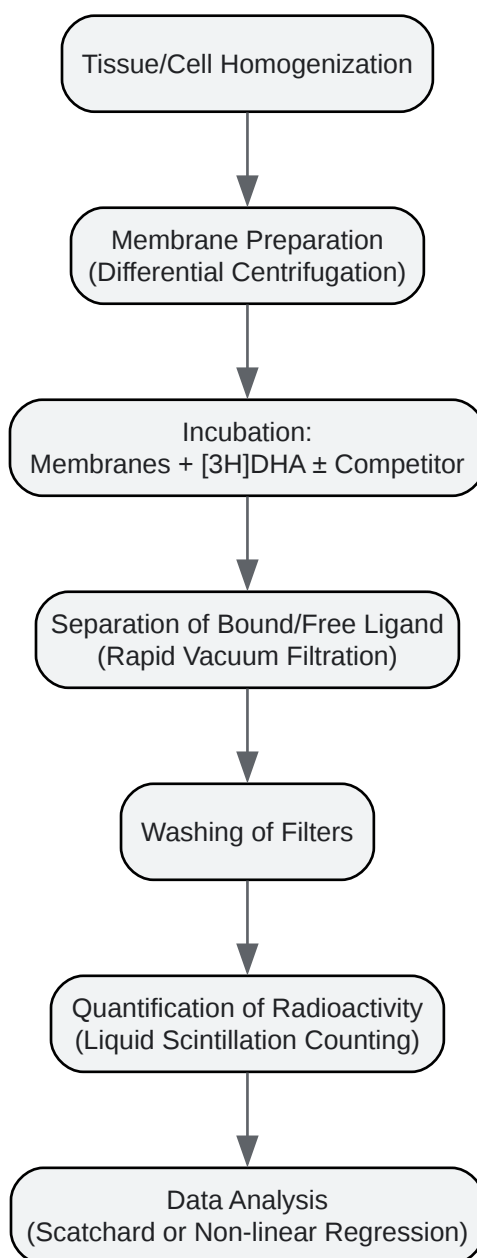 Tissue/Cell Homogenization
Membrane Preparation
(Differential Centrifugation)
Incubation:
Membranes + [3H]DHA ± Competitor
Separation of Bound/Free Ligand
(Rapid Vacuum Filtration)
Washing of Filters
Quantification of Radioactivity
(Liquid Scintillation Counting)
Data Analysis
(Scatchard or Non-linear Regression)